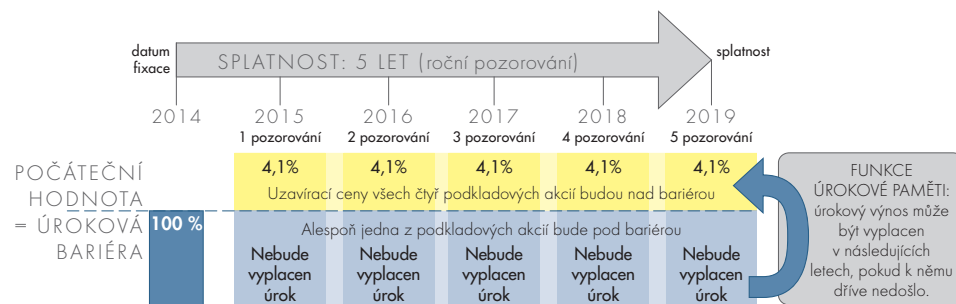 datum
fixace
SPLATNOST: 5 LET (roční pozorování)
splatnost
2014
2015
2016
2017
2018
2019
1 pozorování
2 pozorování
3 pozorování
4 pozorování
5 pozorování
POČÁTEČNÍ
HODNOTA
= ÚROKOVÁ
BARIÉRA
100 %
4,1%
4,1%
4,1%
4,1%
4,1%
Uzavírací ceny všech čtyř podkladových akcií budou nad bariérou
Alespoň jedna z podkladových akcií bude pod bariérou
Nebude
vyplacen
úrok
Nebude
vyplacen
úrok
Nebude
vyplacen
úrok
Nebude
vyplacen
úrok
Nebude
vyplacen
úrok
FUNKCE
ÚROKOVÉ PAMĚTI:
úrokový výnos může
být vyplacen
v následujících
letech, pokud k němu
dříve nedošlo.